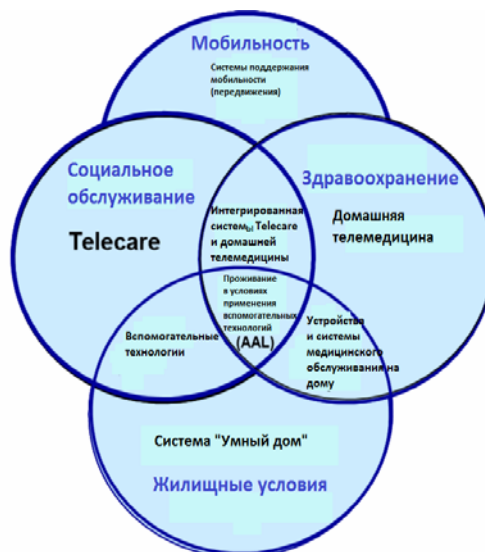 Мобильность
Системы поддержания
мобильности
(передвижения)
Социальное
обслуживание
Telecare
Здравоохранение
Домашняя
телемедицина
Интегрированная
системы Telecare
и домашней
телемедицины
Проживание
в условиях
применения
вспомогательных
технологий
(AAL)
Вспомогательные
технологии
Устройства
и системы
медицинского
обслуживания на
дому
Система "Умный дом"
Жилищные условия